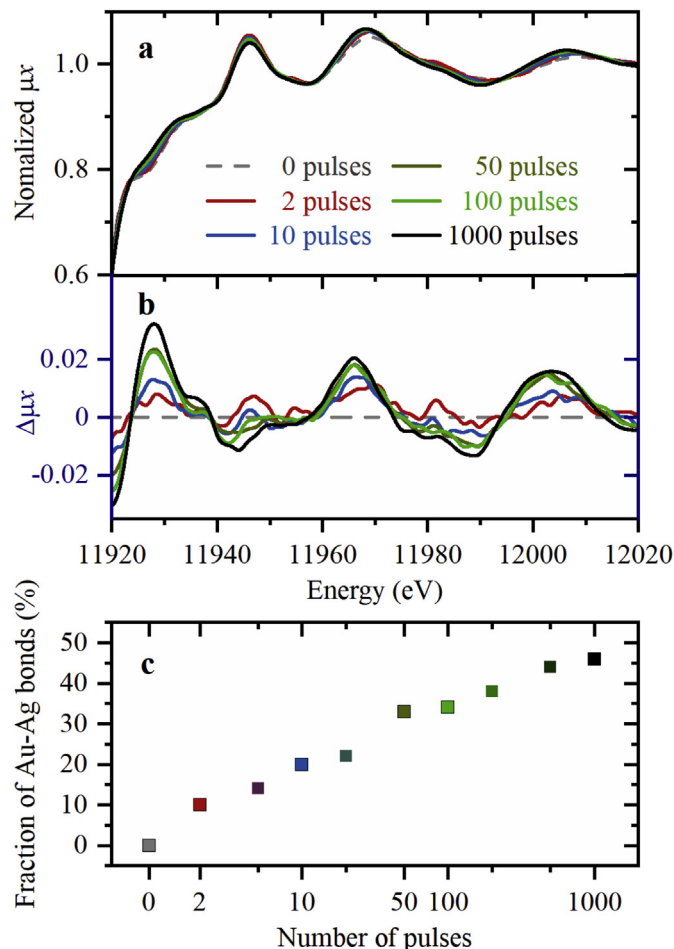 a
1.0
0.8
0.6
Nomalized μx
0 pulses 50 pulses
2 pulses 100 pulses
10 pulses 1000 pulses
b
0.02
0
-0.02
Δμx
11920 11940 11960 11980 12000 12020
Energy (eV)
c
50
40
30
20
10
0
Fraction of Au-Ag bonds (%)
0 2 10 50 100 1000
Number of pulses